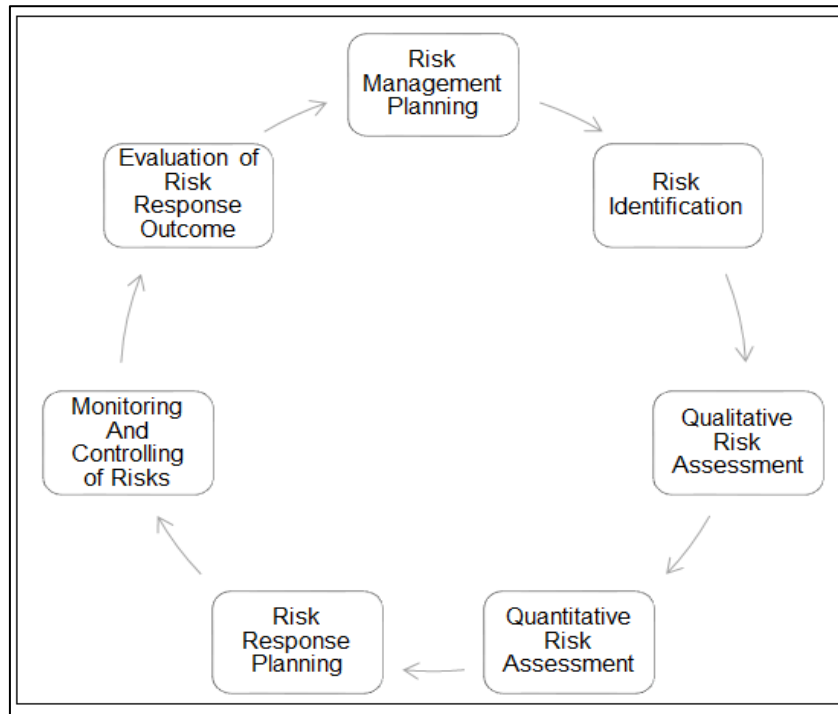 Risk
Management
Planning
Risk
Identification
Qualitative
Risk
Assessment
Quantitative
Risk
Assessment
Risk
Response
Planning
Monitoring
And
Controlling
of Risks
Evaluation of
Risk
Response
Outcome